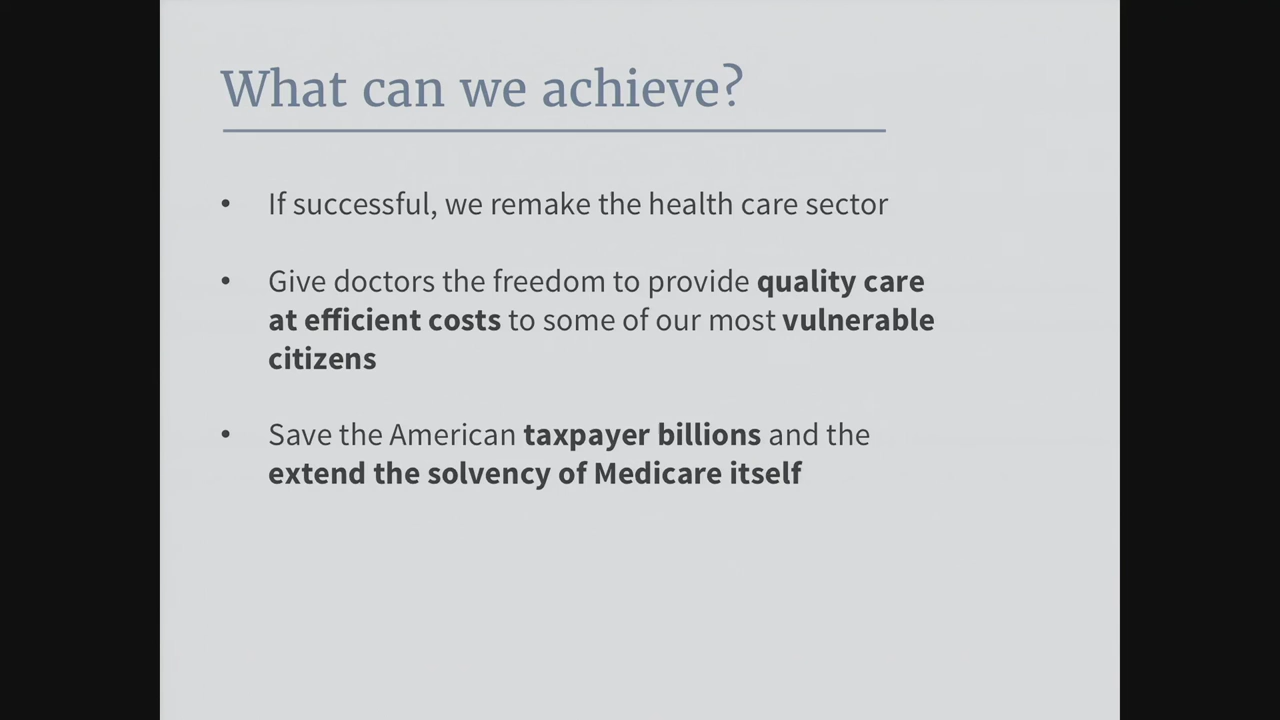 What can we achieve?
• If successful, we remake the health care sector
• Give doctors the freedom to provide quality care
at efficient costs to some of our most vulnerable
citizens
• Save the American taxpayer billions and the
extend the solvency of Medicare itself